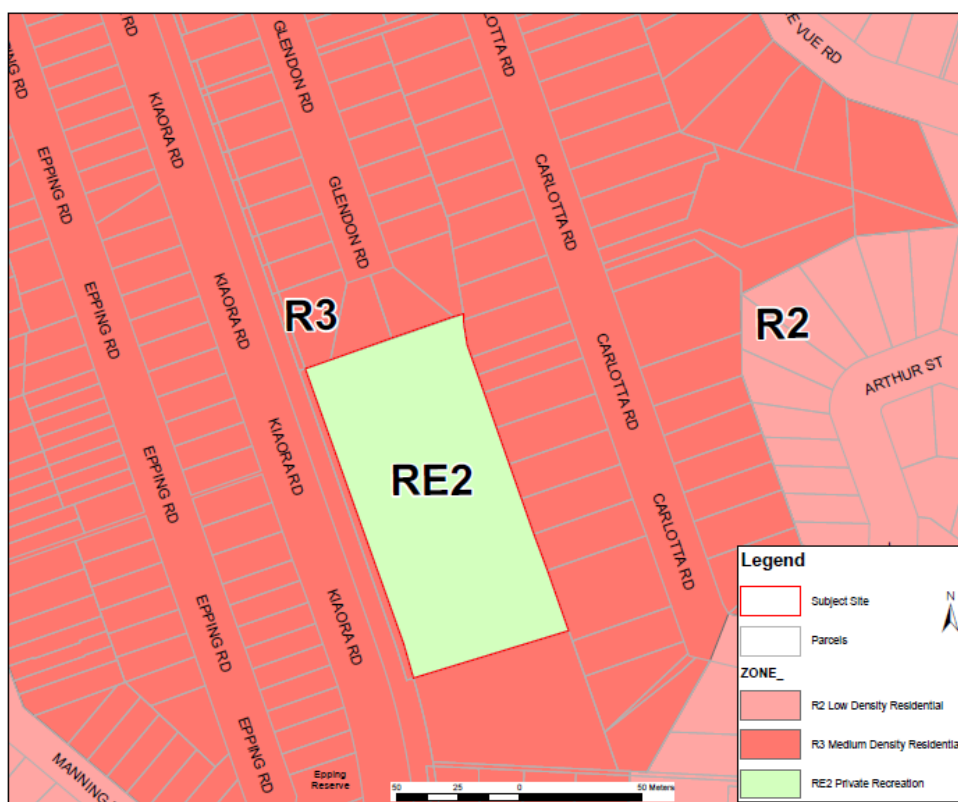 RD
OTTA RD
E VUE RD
NG RD
KIAORA RD
GLENDON RD
EPPING RD
CARLOTTA RD
GLENDON RD
EPPING RD
KIAORA RD
R3
R2
CARLOTTA RD
ARTHUR ST
KIAORA RD
RE2
EPPING RD
CARLOTTA RD
KIAORA RD
EPPING RD
EPPING RD
MANNING
Epping
Reserve
50 25 0 50 Meters
Legend
Subject Site
N
Parcels
ZONE_
R2 Low Density Residential
R3 Medium Density Residential
RE2 Private Recreation